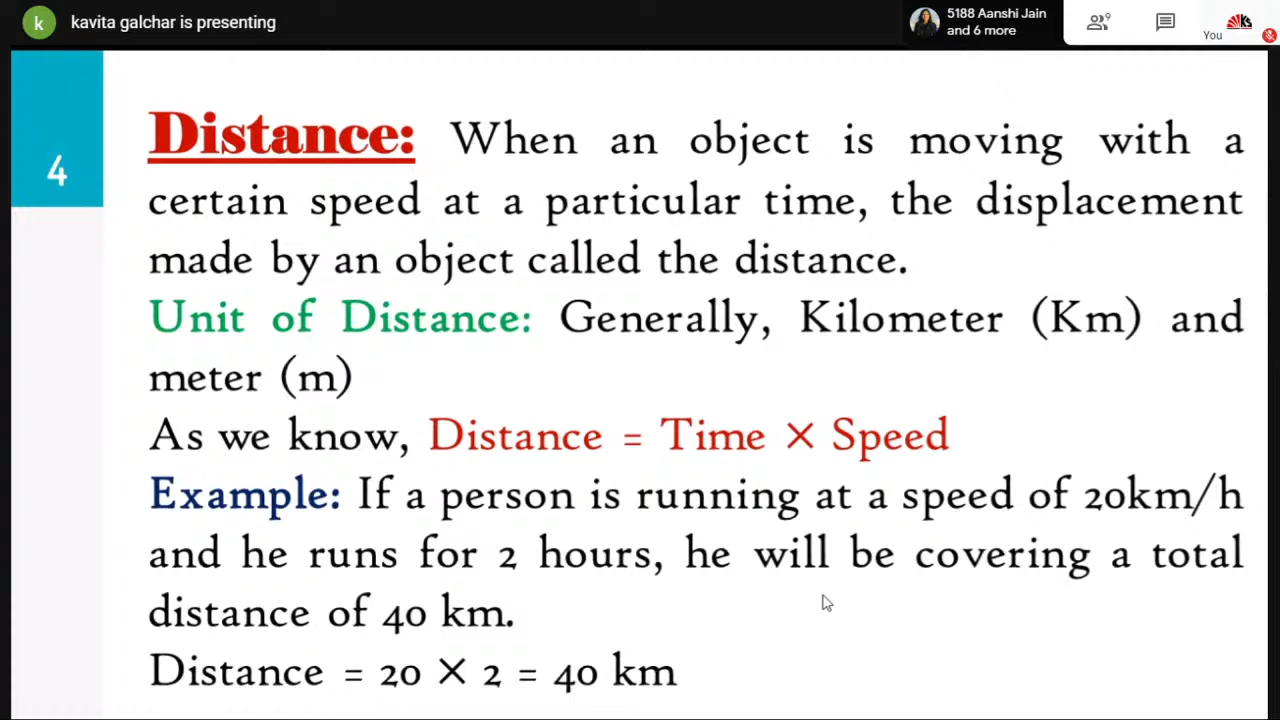 k
kavita galchar is presenting
5188 Aanshi Jain
and 6 more
9
ks
You
4
Distance: When an object is moving with a
certain speed at a particular time, the displacement
made by an object called the distance.
Unit of Distance: Generally, Kilometer (Km) and
meter (m)
As we know, Distance = Time × Speed
Example: If a person is running at a speed of 20km/h
and he runs for 2 hours, he will be covering a total
distance of 40 km.
Distance = 20 × 2 = 40 km